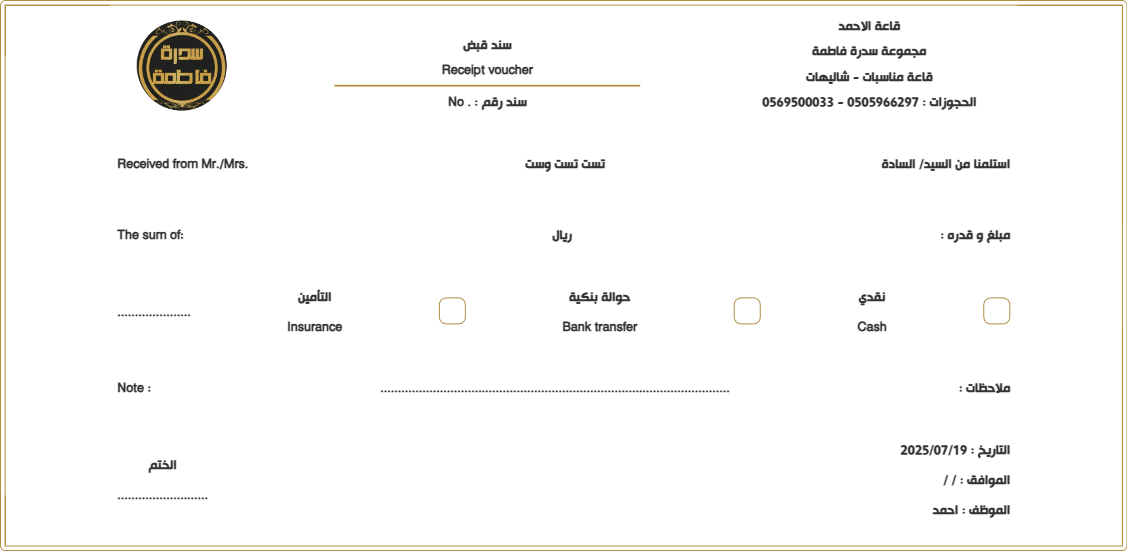 قاعة الاحمد
مجموعة سدرة فاطمة
قاعة مناسبات - شاليهات
الحجوزات : 0505966297 - 0569500033
سند قبض
Receipt voucher
سند رقم : . No
سدرة
فاطمة
استلمنا من السيد/ السادة
تست تست وست
Received from Mr./Mrs.
مبلغ و قدره :
ريال
The sum of:
نقدي
Cash
حوالة بنكية
Bank transfer
التأمين
Insurance
.....................
ملاحظات :
....................................................................................................
Note :
التاريخ : 2025/07/19
الموافق : / /
الموظف : احمد
الختم
..........................